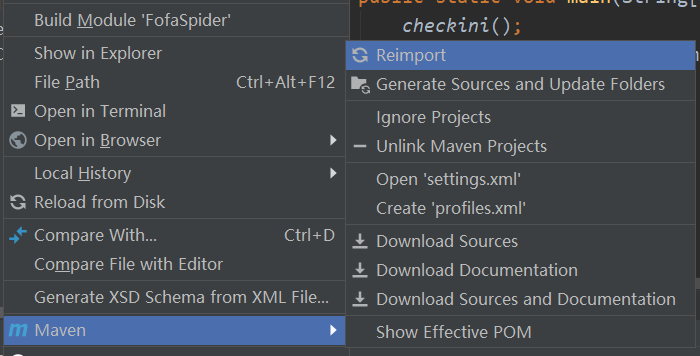 Build Module 'FofaSpider'
public static void main(String[
checkini();
Show in Explorer
File Path Ctrl+Alt+F12
Open in Terminal
Open in Browser
Local History
Reload from Disk
Compare With... Ctrl+D
Compare File with Editor
Generate XSD Schema from XML File...
Maven
Reimport
Generate Sources and Update Folders
Ignore Projects
Unlink Maven Projects
Open 'settings.xml'
Create 'profiles.xml'
Download Sources
Download Documentation
Download Sources and Documentation
Show Effective POM